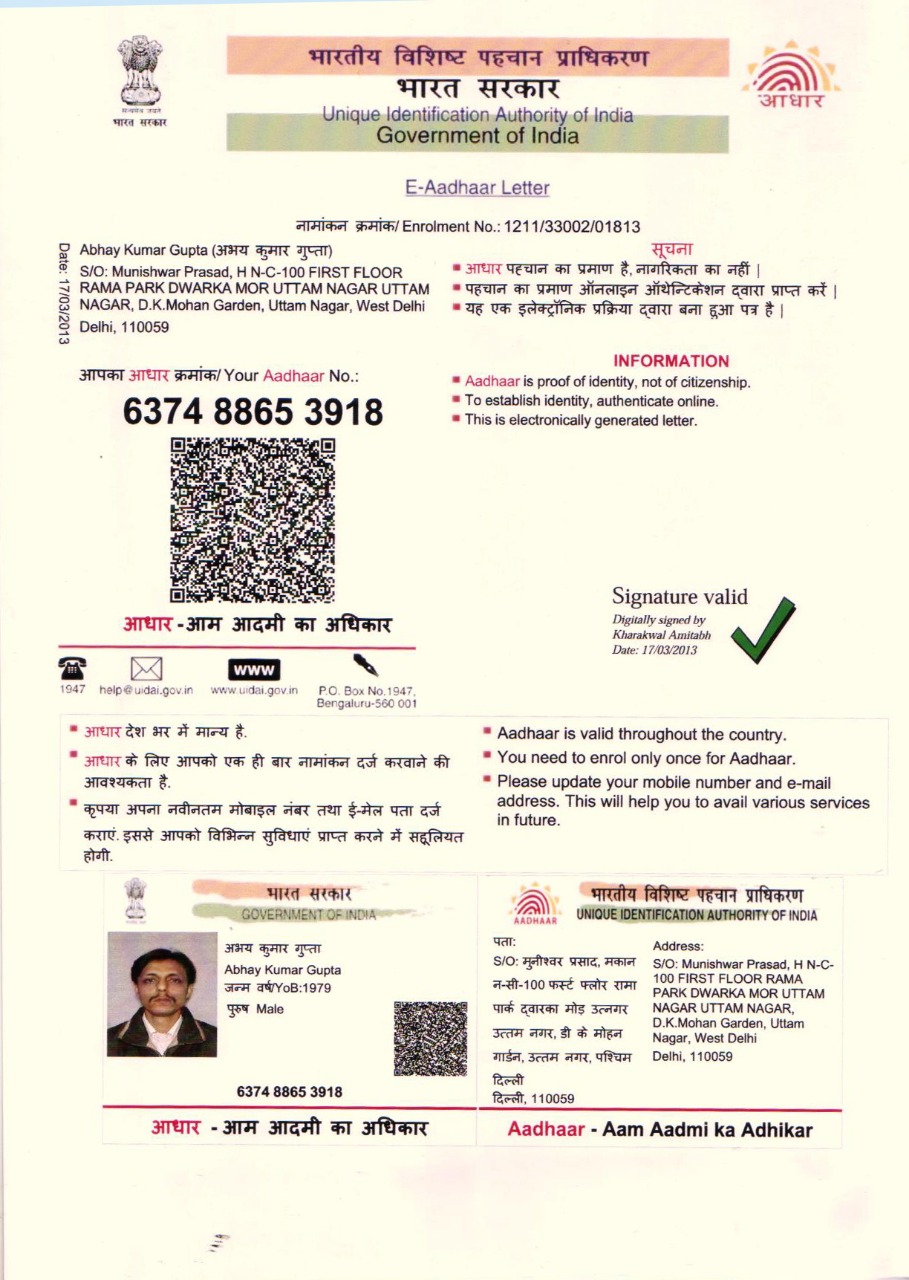 भारतीय विशिष्ट पहचान प्राधिकरण
भारत सरकार
Unique Identification Authority of India
Government of India
सत्यमेव जयते
भारत सरकार
आधार
E-Aadhaar Letter
नामांकन क्रमांक/ Enrolment No.: 1211/33002/01813
Date: 17/03/2013
Abhay Kumar Gupta (अभय कुमार गुप्ता)
S/O: Munishwar Prasad, H N-C-100 FIRST FLOOR
RAMA PARK DWARKA MOR UTTAM NAGAR UTTAM
NAGAR, D.K.Mohan Garden, Uttam Nagar, West Delhi
Delhi, 110059
सूचना
आधार पहचान का प्रमाण है, नागरिकता का नहीं |
पहचान का प्रमाण ऑनलाइन ऑथेन्टिकेशन द्वारा प्राप्त करें |
यह एक इलेक्ट्रॉनिक प्रक्रिया द्वारा बना हुआ पत्र है |
आपका आधार क्रमांक/ Your Aadhaar No.:
6374 8865 3918
INFORMATION
Aadhaar is proof of identity, not of citizenship.
To establish identity, authenticate online.
This is electronically generated letter.
आधार -आम आदमी का अधिकार
Signature valid
Digitally signed by
Kharakwal Amitabh
Date: 17/03/2013
1947
help@uidai.gov.in
www
www.uidai.gov.in
P.O. Box No.1947,
Bengaluru-560 001
आधार देश भर में मान्य है.
आधार के लिए आपको एक ही बार नामांकन दर्ज करवाने की
आवश्यकता है.
कृपया अपना नवीनतम मोबाइल नंबर तथा ई-मेल पता दर्ज
कराएं. इससे आपको विभिन्न सुविधाएं प्राप्त करने में सहूलियत
होगी.
Aadhaar is valid throughout the country.
You need to enrol only once for Aadhaar.
Please update your mobile number and e-mail
address. This will help you to avail various services
in future.
भारत सरकार
GOVERNMENT OF INDIA
अभय कुमार गुप्ता
Abhay Kumar Gupta
जन्म वर्ष/YoB:1979
पुरुष Male
6374 8865 3918
आधार - आम आदमी का अधिकार
AADHAAR
भारतीय विशिष्ट पहचान प्राधिकरण
UNIQUE IDENTIFICATION AUTHORITY OF INDIA
पता:
S/O: मुनीश्वर प्रसाद, मकान
न-सी-100 फर्स्ट फ्लोर रामा
पार्क द्वारका मोड़ उत्नगर
उत्तम नगर, डी के मोहन
गार्डन, उत्तम नगर, पश्चिम
दिल्ली
दिल्ली, 110059
Address:
S/O: Munishwar Prasad, H N-C-
100 FIRST FLOOR RAMA
PARK DWARKA MOR UTTAM
NAGAR UTTAM NAGAR,
D.K.Mohan Garden, Uttam
Nagar, West Delhi
Delhi, 110059
Aadhaar - Aam Aadmi ka Adhikar